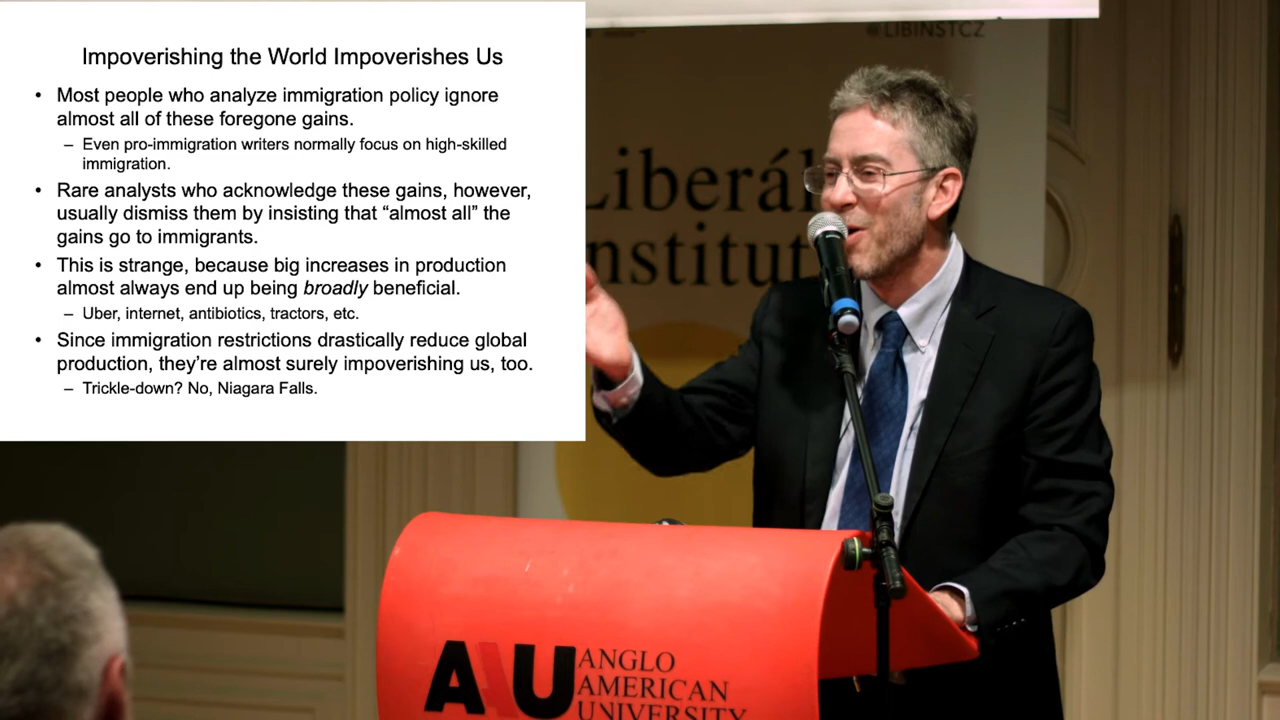 Impoverishing the World Impoverishes Us
• Most people who analyze immigration policy ignore
almost all of these foregone gains.
– Even pro-immigration writers normally focus on high-skilled
immigration.
• Rare analysts who acknowledge these gains, however,
usually dismiss them by insisting that “almost all” the
gains go to immigrants.
• This is strange, because big increases in production
almost always end up being broadly beneficial.
– Uber, internet, antibiotics, tractors, etc.
• Since immigration restrictions drastically reduce global
production, they’re almost surely impoverishing us, too.
– Trickle-down? No, Niagara Falls.
LIBINSTCZ
Liberál
nstitut
AAU
ANGLO
AMERICAN
UNIVERSITY